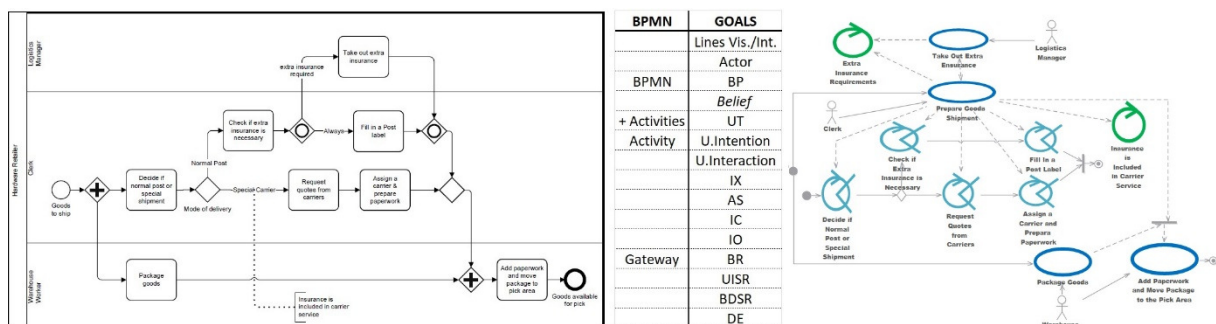 Hardware Retailer
Logistics
Manager
Clerk
Warehouse
Worker
Take out extra
insurance
extra insurance
required
Check if extra
insurance is
necessary
Always
Fill in a Post
label
Normal Post
Goods
to ship
Decide if
normal post or
special
shipment
Mode of delivery
Special Carrier
Request
quotes from
carriers
Assign a
carrier &
prepare
paperwork
Package
goods
Insurance is
included in carrier
service
Add paperwork
and move
package to
pick area
Goods available
for pick
BPMN GOALS
Lines Vis./Int.
Actor
BPMN BP
Belief
+ Activities UT
Activity U.Intention
U.Interaction
IX
AS
IC
IO
Gateway BR
UISR
BDSR
DE
Extra
Insurance
Requirements
Take Out Extra
Logistics
Manager
Prepare Goods
Shipment
Clerk
Check if
Extra
Insurance is
Necessary
Fill In a
Post Label
Insurance
is Included
in Carrier
Service
Decide if
Normal Post
or Special
Shipment
Request
Quotes
from
Carriers
Assign a
Carrier and
Prepare
Paperwork
Package Goods
Add Paperwork
and Move Package
to the Pick Area